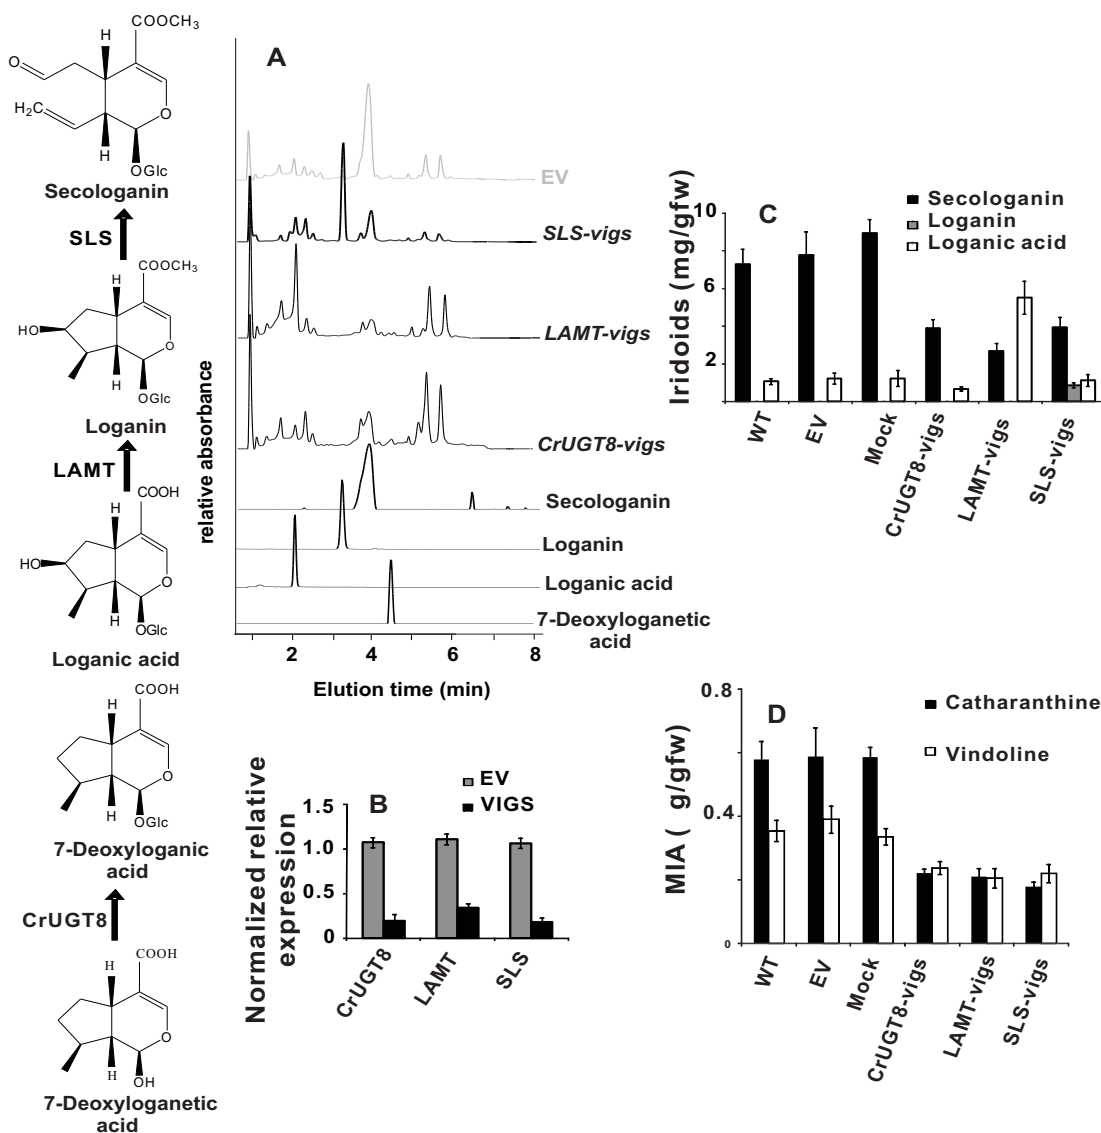 COOCH3
H
O
H2C
O
H
OGlc
Secologanin
SLS
COOCH3
H
HO
O
H
OGlc
Loganin
LAMT
COOH
H
HO
O
H
OGlc
Loganic acid
COOH
H
O
H
OGlc
7-Deoxyloganic
acid
CrUGT8
COOH
H
O
H
OH
7-Deoxyloganetic
acid
A
relative absorbance
EV
SLS-vigs
LAMT-vigs
CrUGT8-vigs
Secologanin
Loganin
Loganic acid
7-Deoxyloganetic
acid
2 4 6 8
Elution time (min)
B
EV
VIGS
Normalized relative
expression
1.5
1.0
0.5
0
CrUGT8 LAMT SLS
C
Secologanin
Loganin
Loganic acid
Iridoids (mg/gfw)
10
6
2
WT EV Mock CrUGT8-vigs LAMT-vigs SLS-vigs
D
Catharanthine
Vindoline
MIA ( g/gfw)
0.8
0.4
0
WT EV Mock CrUGT8-vigs LAMT-vigs SLS-vigs